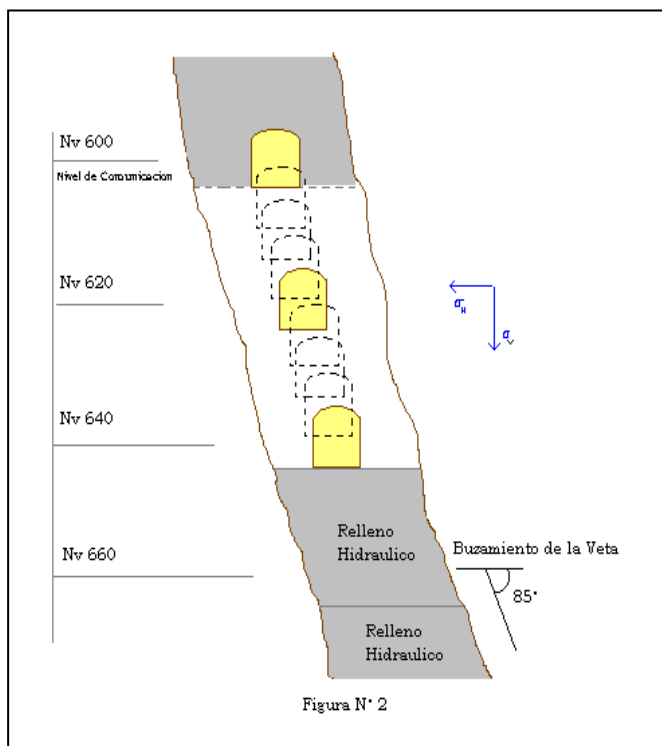 Nv 600
Nivel de Comunicacion
Nv 620
σH
σv
Nv 640
Relleno
Hidraulico
Nv 660
Buzamiento de la Veta
85°
Relleno
Hidraulico
Figura N° 2